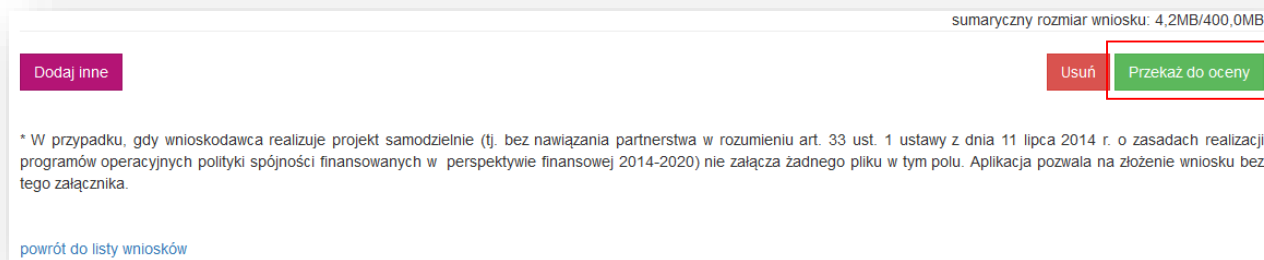 sumaryczny rozmiar wniosku: 4,2MB/400,0MB
Dodaj inne
Usuń
Przekaż do oceny
* W przypadku, gdy wnioskodawca realizuje projekt samodzielnie (tj. bez nawiązania partnerstwa w rozumieniu art. 33 ust. 1 ustawy z dnia 11 lipca 2014 r. o zasadach realizacji
programów operacyjnych polityki spójności finansowanych w perspektywie finansowej 2014-2020) nie załącza żadnego pliku w tym polu. Aplikacja pozwala na złożenie wniosku bez
tego załącznika.
powrót do listy wniosków